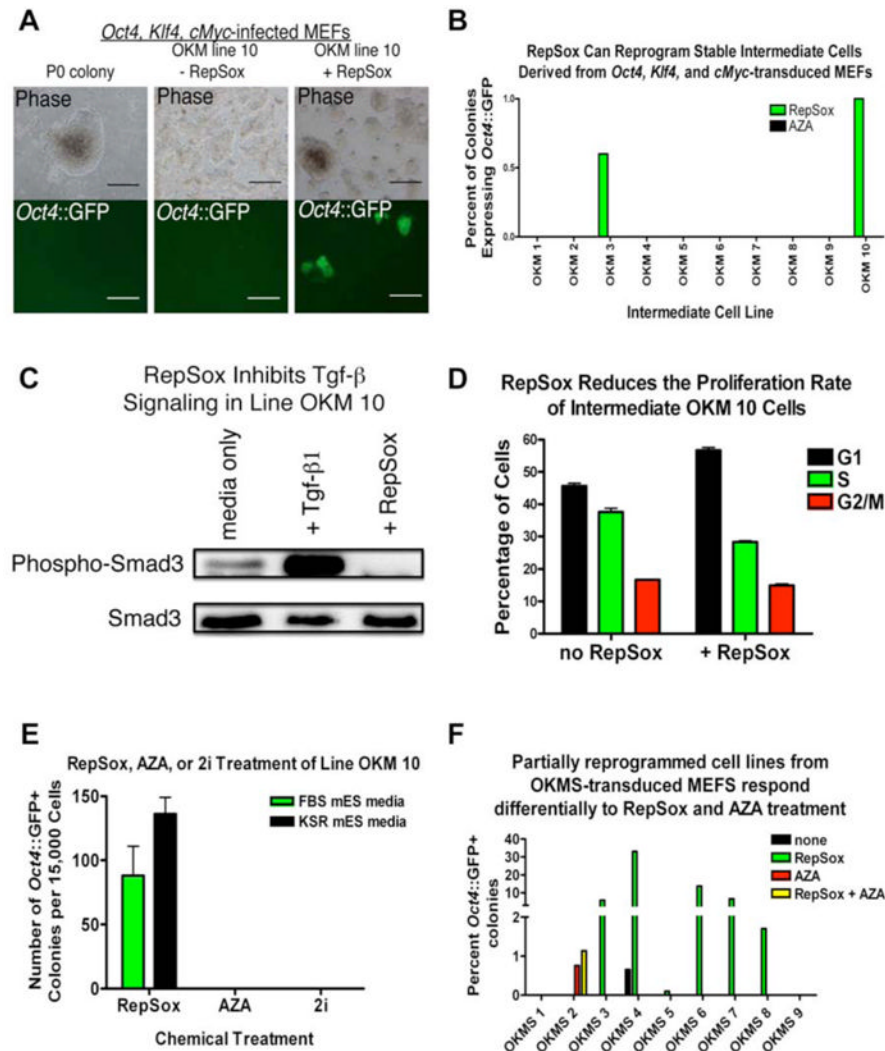 A
Oct4, Klf4, cMyc-infected MEFs
P0 colony
OKM line 10
- RepSox
OKM line 10
+ RepSox
Phase
Phase
Phase
Oct4::GFP
Oct4::GFP
Oct4::GFP
B
RepSox Can Reprogram Stable Intermediate Cells
Derived from Oct4, Klf4, and cMyc-transduced MEFs
Percent of Colonies
Expressing Oct4::GFP
1.0
0.5
0.0
RepSox
AZA
OKM 1
OKM 2
OKM 3
OKM 4
OKM 5
OKM 6
OKM 7
OKM 8
OKM 9
OKM 10
Intermediate Cell Line
C
RepSox Inhibits Tgf-β
Signaling in Line OKM 10
media only
+ Tgf-β1
+ RepSox
Phospho-Smad3
Smad3
D
RepSox Reduces the Proliferation Rate
of Intermediate OKM 10 Cells
Percentage of Cells
60
50
40
30
20
10
0
G1
S
G2/M
no RepSox
+ RepSox
E
RepSox, AZA, or 2i Treatment of Line OKM 10
Number of Oct4::GFP+
Colonies per 15,000 Cells
150
100
50
0
FBS mES media
KSR mES media
RepSox
AZA
2i
Chemical Treatment
F
Partially reprogrammed cell lines from
OKMS-transduced MEFS respond
differentially to RepSox and AZA treatment
Percent Oct4::GFP+
colonies
40
30
20
10
2
1
0
none
RepSox
AZA
RepSox + AZA
OKMS 1
OKMS 2
OKMS 3
OKMS 4
OKMS 5
OKMS 6
OKMS 7
OKMS 8
OKMS 9